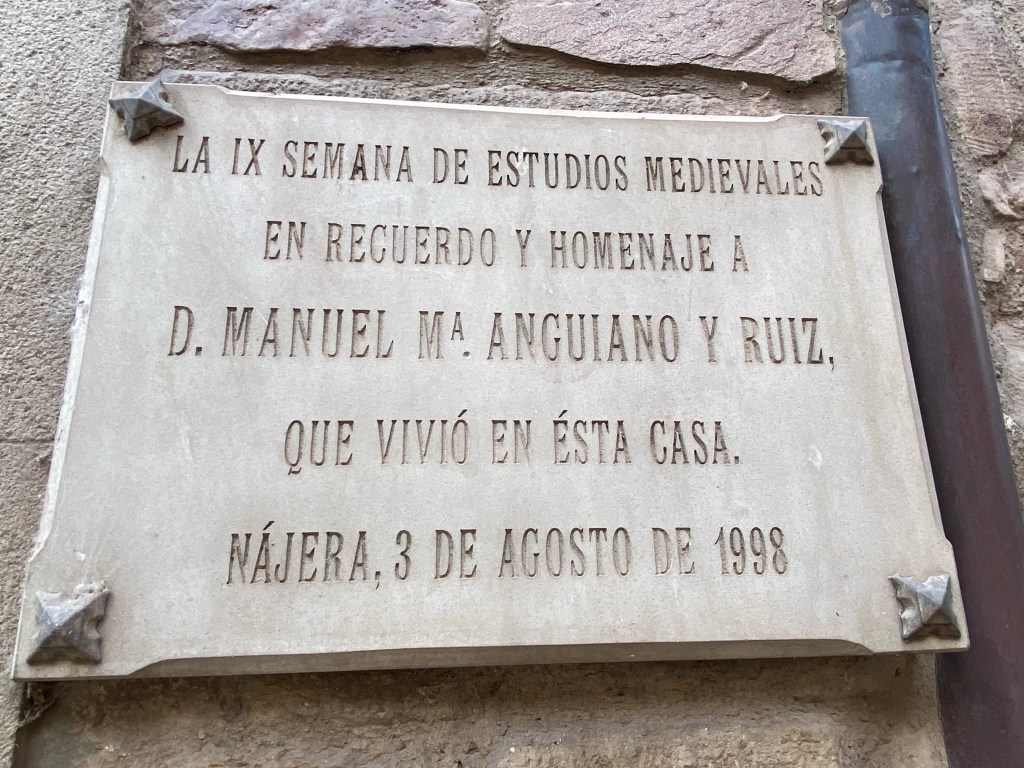 LA IX SEMANA DE ESTUDIOS MEDIEVALES
EN RECUERDO Y HOMENAJE A
D. MANUEL Mª. ANGUIANO Y RUIZ,
QUE VIVIÓ EN ÉSTA CASA.
NÁJERA, 3 DE AGOSTO DE 1998